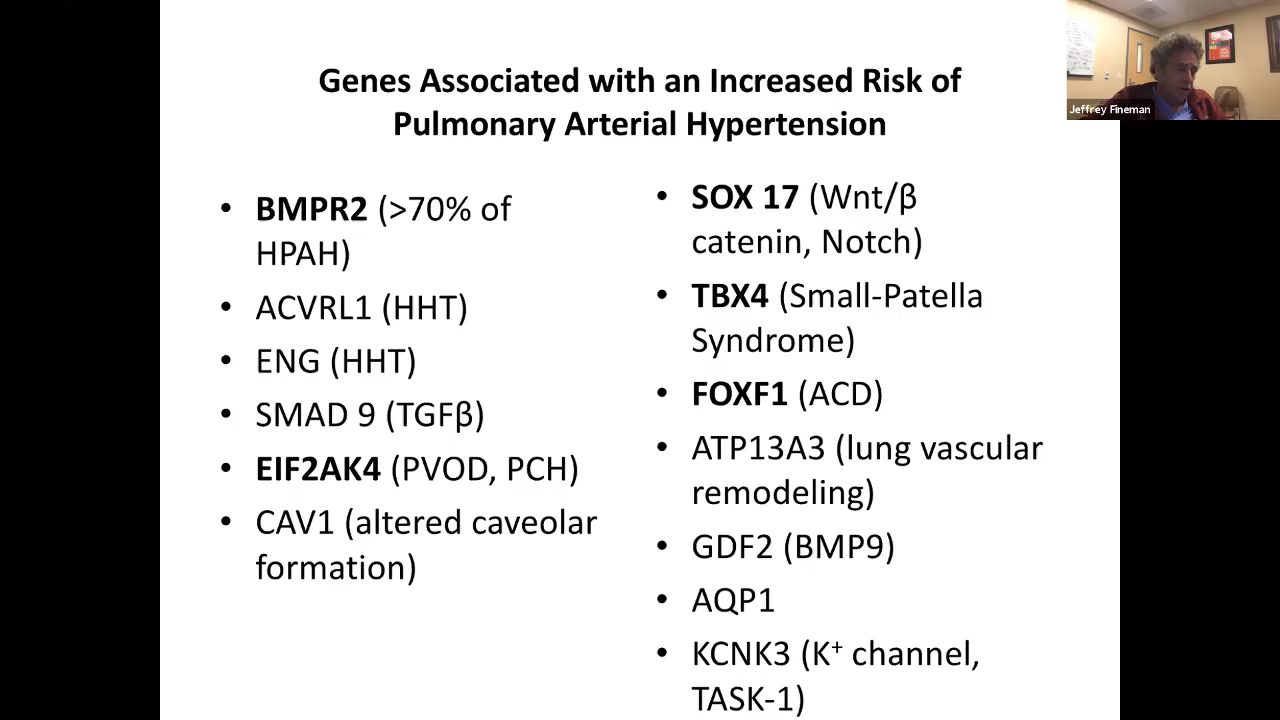 Genes Associated with an Increased Risk of
Pulmonary Arterial Hypertension
• BMPR2 (>70% of
HPAH)
• ACVRL1 (HHT)
• ENG (HHT)
• SMAD 9 (TGFβ)
• EIF2AK4 (PVOD, PCH)
• CAV1 (altered caveolar
formation)
• SOX 17 (Wnt/β
catenin, Notch)
• TBX4 (Small-Patella
Syndrome)
• FOXF1 (ACD)
• ATP13A3 (lung vascular
remodeling)
• GDF2 (BMP9)
• AQP1
• KCNK3 (K⁺ channel,
TASK-1)
Jeffrey Fineman